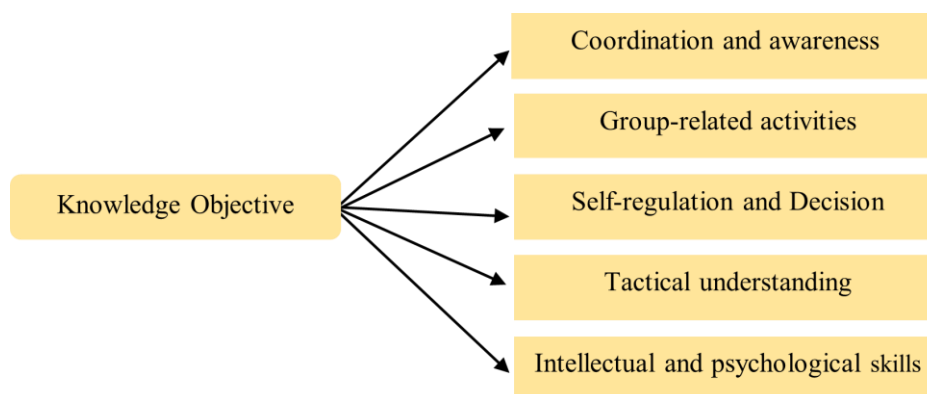 Coordination and awareness
Group-related activities
Knowledge Objective
Self-regulation and Decision
Tactical understanding
Intellectual and psychological skills